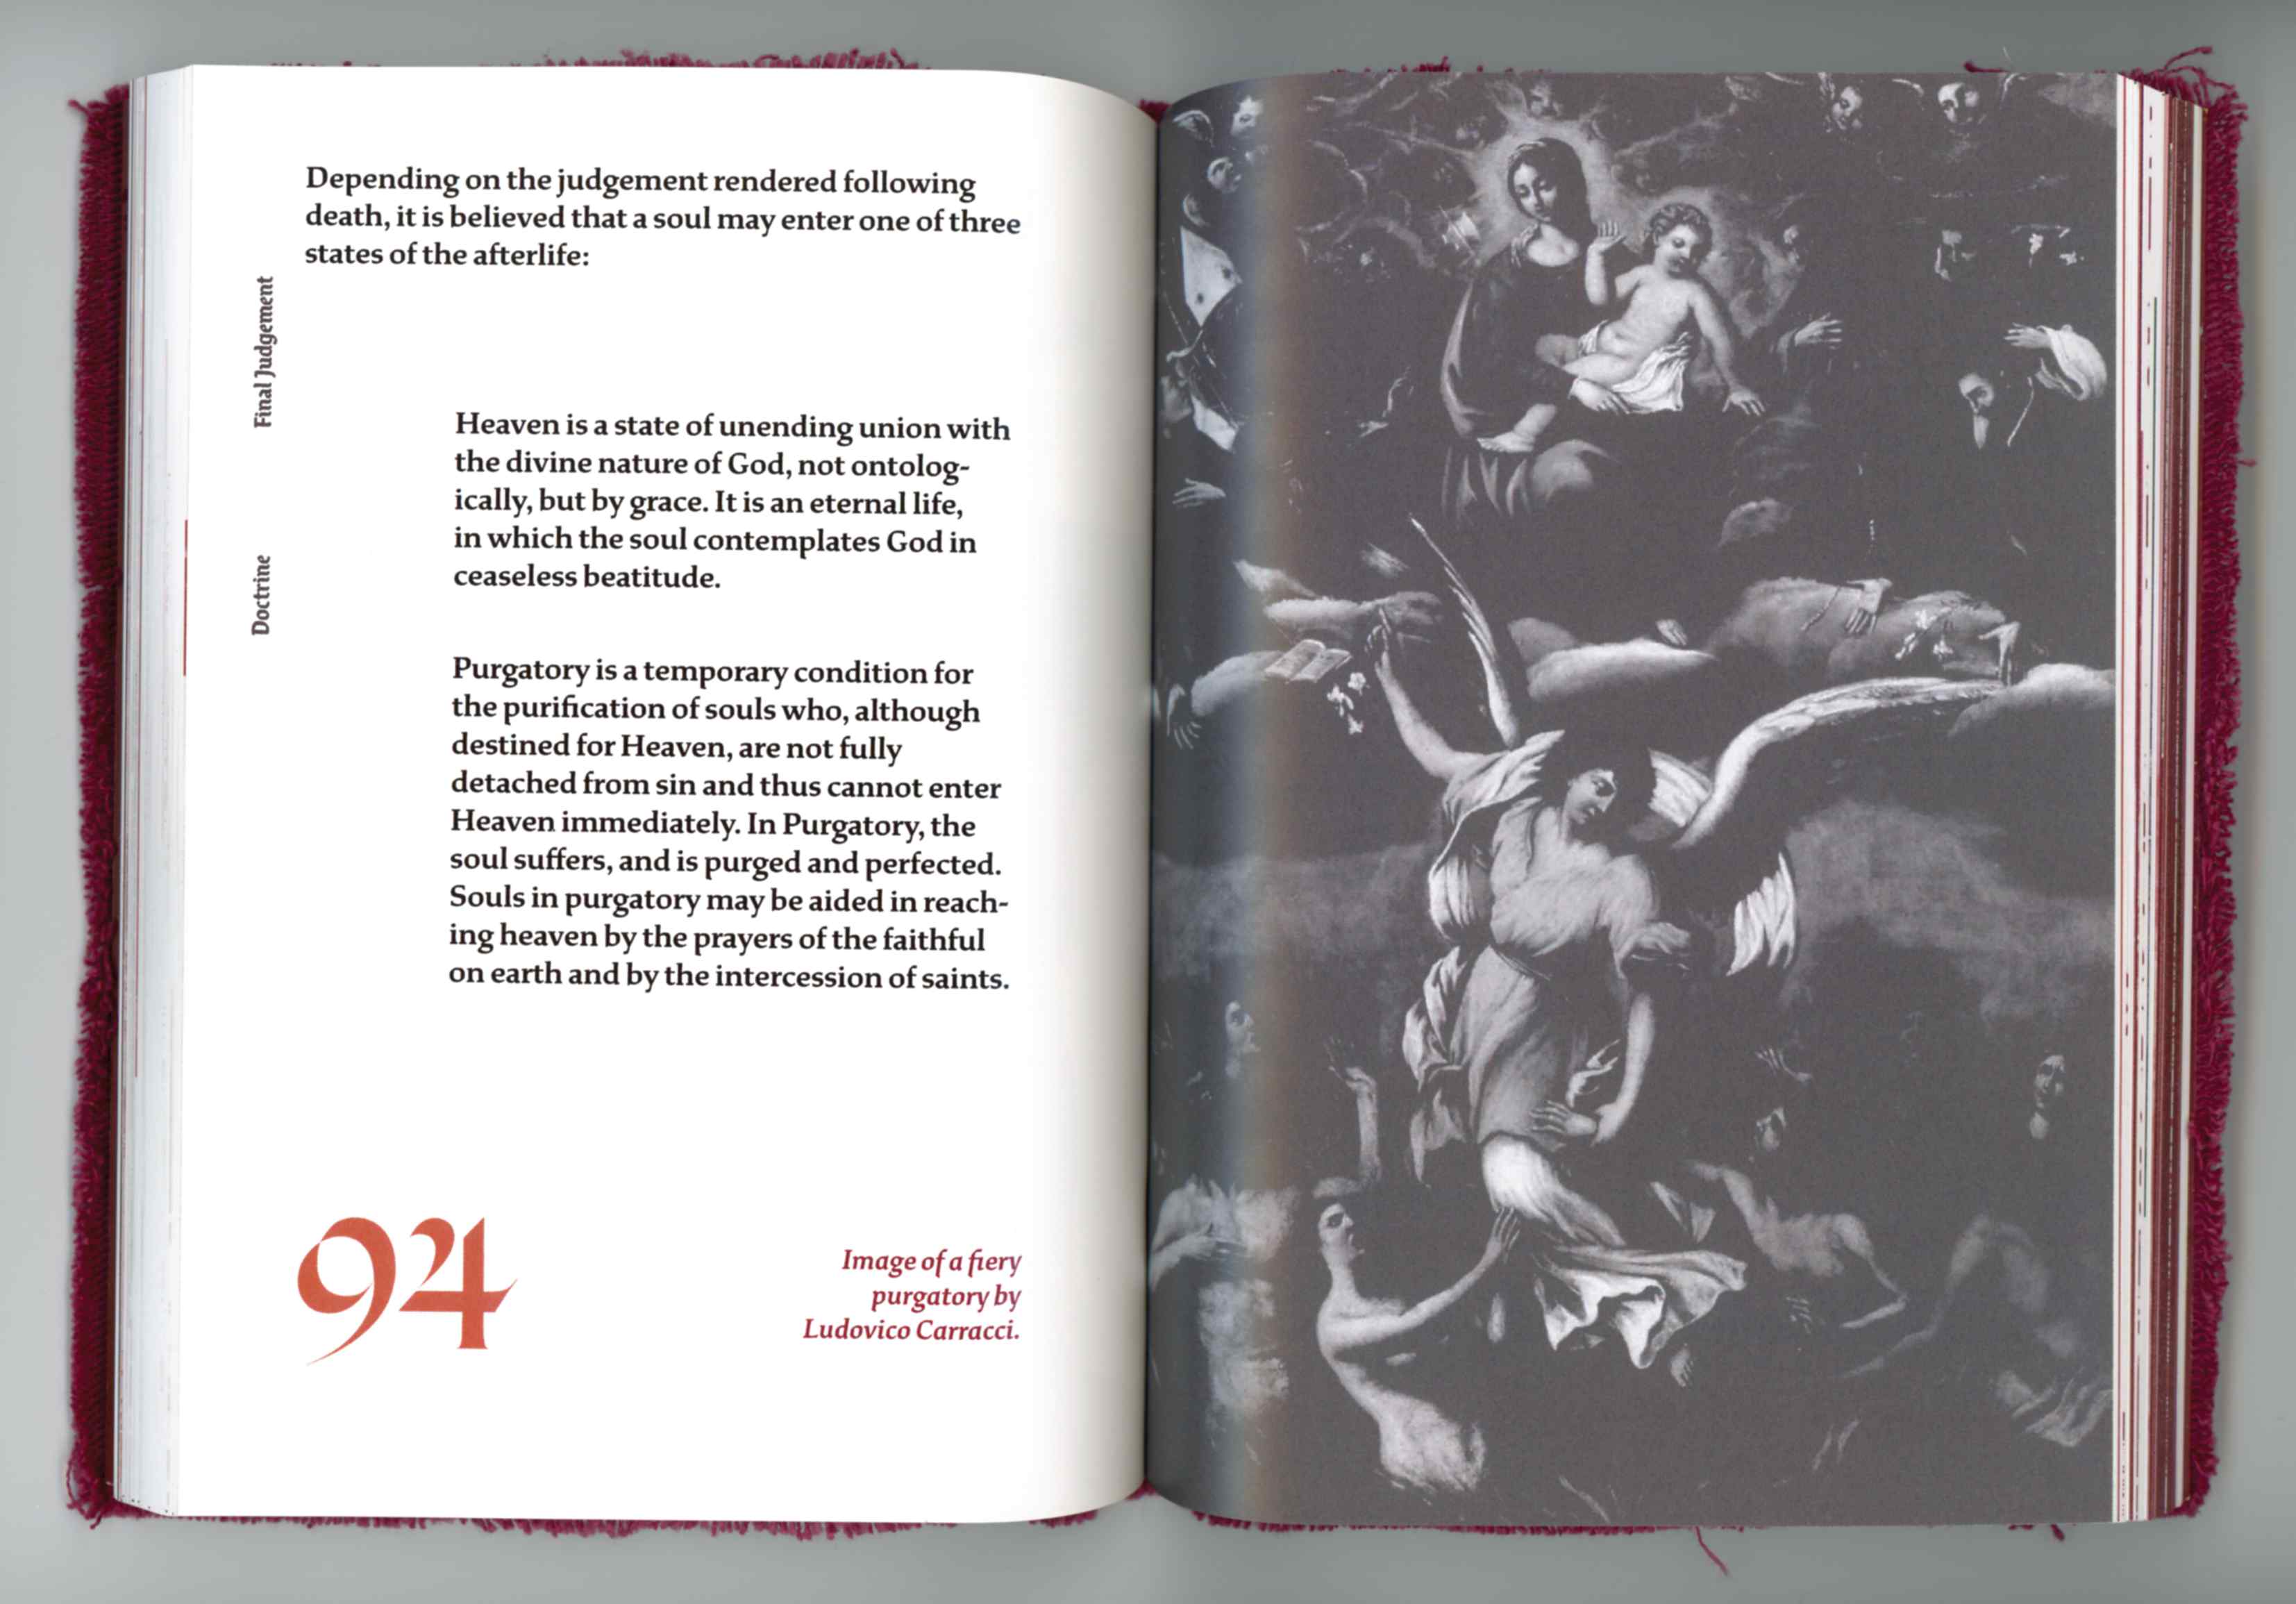 Depending on the judgement rendered following
death, it is believed that a soul may enter one of three
states of the afterlife:
Final Judgement
Doctrine
Heaven is a state of unending union with
the divine nature of God, not ontolog-
ically, but by grace. It is an eternal life,
in which the soul contemplates God in
ceaseless beatitude.
Purgatory is a temporary condition for
the purification of souls who, although
destined for Heaven, are not fully
detached from sin and thus cannot enter
Heaven immediately. In Purgatory, the
soul suffers, and is purged and perfected.
Souls in purgatory may be aided in reach-
ing heaven by the prayers of the faithful
on earth and by the intercession of saints.
94
Image of a fiery
purgatory by
Ludovico Carracci.